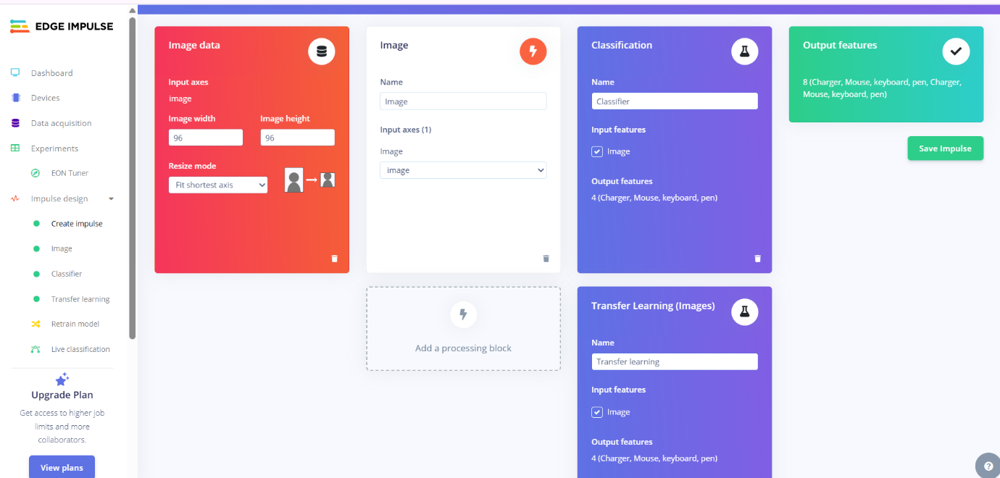 EDGE IMPULSE
Dashboard
Devices
Data acquisition
Experiments
EON Tuner
Impulse design
Create impulse
Image
Classifier
Transfer learning
Retrain model
Live classification
Upgrade Plan
Get access to higher job
limits and more
collaborators.
View plans
Image data
Input axes
image
Image width
Image height
96
96
Resize mode
Fit shortest axis
Image
Name
Image
Input axes (1)
Image
image
Add a processing block
Classification
Name
Classifier
Input features
Image
Output features
4 (Charger, Mouse, keyboard, pen)
Transfer Learning (Images)
Name
Transfer learning
Input features
Image
Output features
4 (Charger, Mouse, keyboard, pen)
Output features
8 (Charger, Mouse, keyboard, pen, Charger,
Mouse, keyboard, pen)
Save Impulse
?